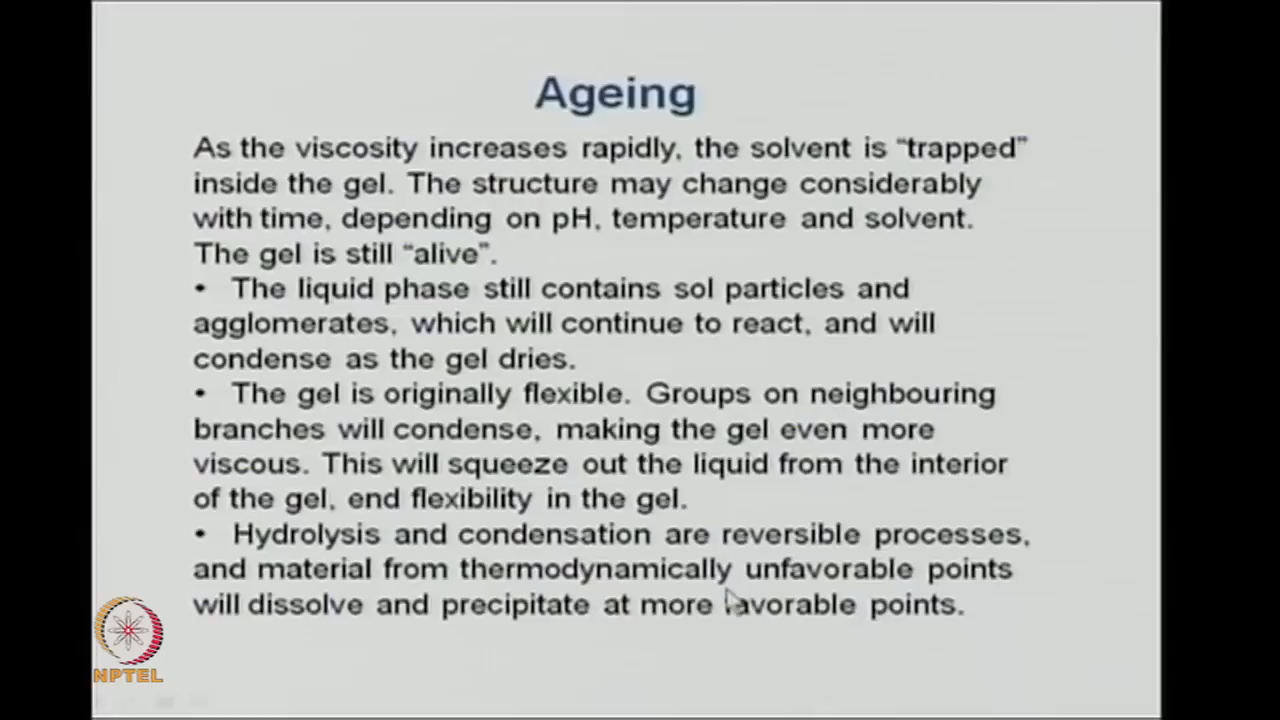 Ageing
As the viscosity increases rapidly, the solvent is “trapped”
inside the gel. The structure may change considerably
with time, depending on pH, temperature and solvent.
The gel is still “alive”.
• The liquid phase still contains sol particles and
agglomerates, which will continue to react, and will
condense as the gel dries.
• The gel is originally flexible. Groups on neighbouring
branches will condense, making the gel even more
viscous. This will squeeze out the liquid from the interior
of the gel, end flexibility in the gel.
• Hydrolysis and condensation are reversible processes,
and material from thermodynamically unfavorable points
will dissolve and precipitate at more favorable points.
NPTEL